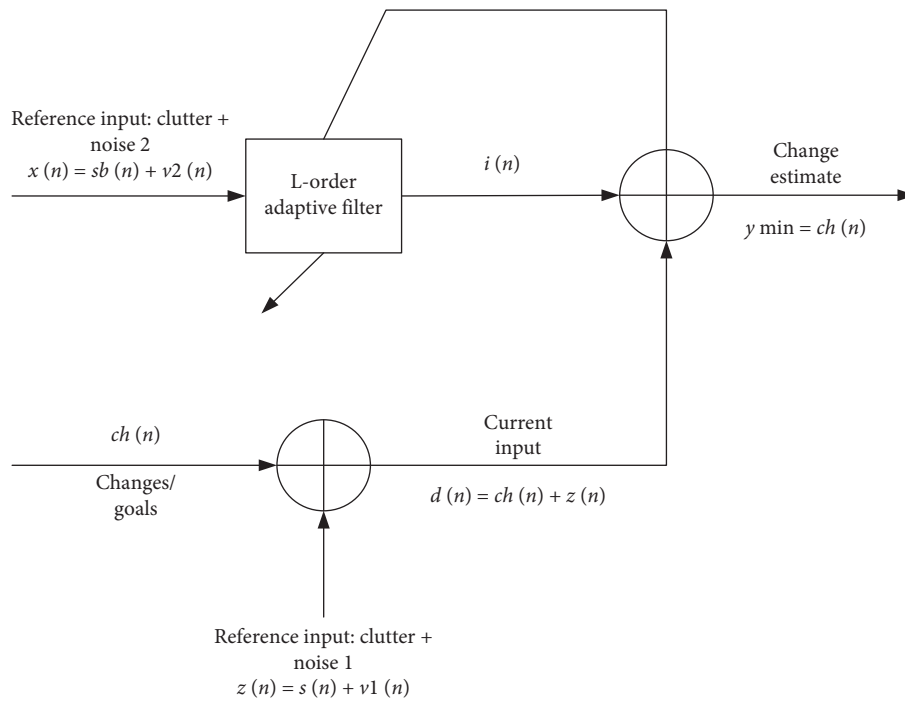 Reference input: clutter +
noise 2
x (n) = sb (n) + v2 (n)
L-order
adaptive filter
i (n)
Change
estimate
y min = ch (n)
ch (n)
Changes/
goals
Current
input
d (n) = ch (n) + z (n)
Reference input: clutter +
noise 1
z (n) = s (n) + v1 (n)